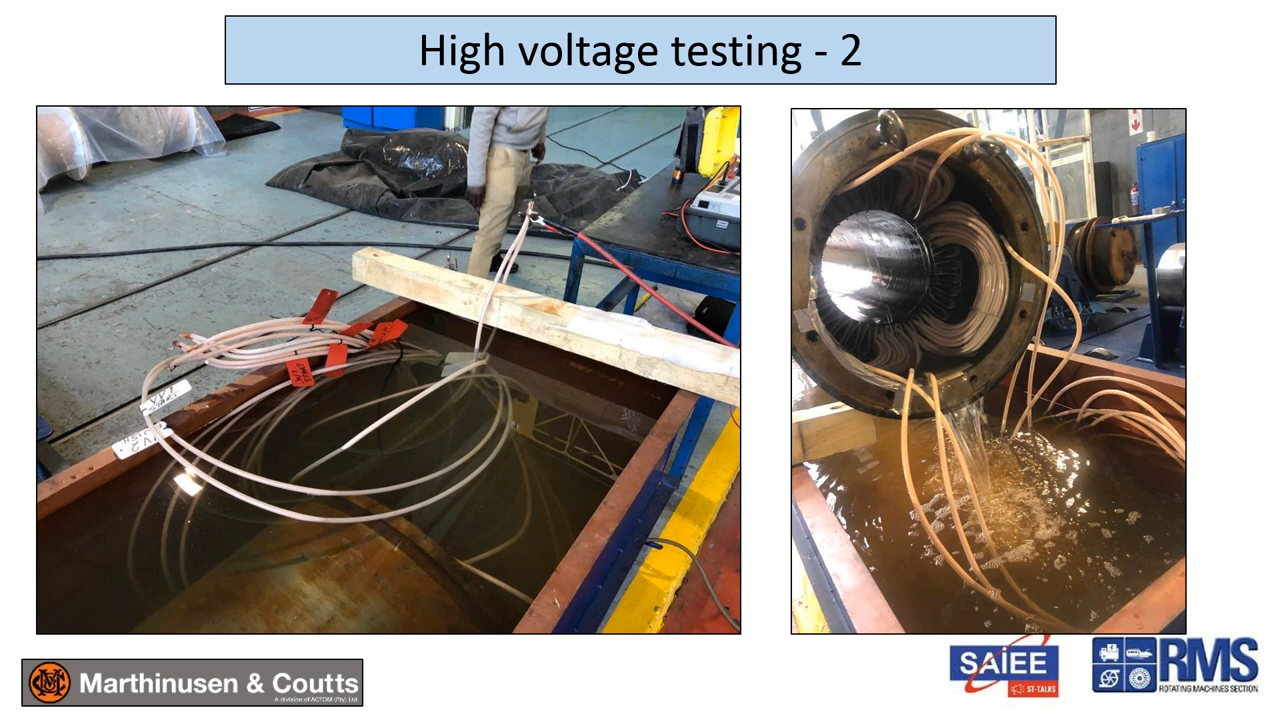 High voltage testing - 2
Marthinusen & Coutts
A division of ACTOM (Pty) Ltd
SAIEE
ST-TALKS
RMS
ROTATING MACHINES SECTION